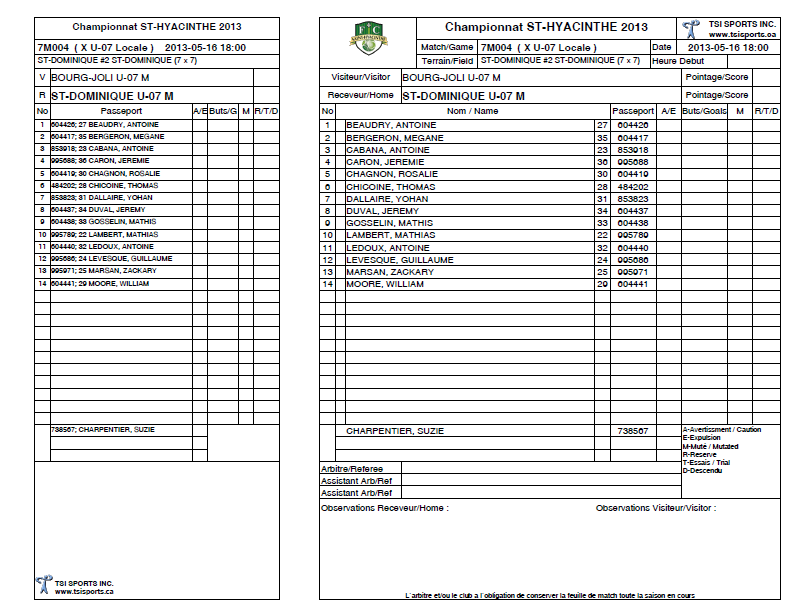 Championnat ST-HYACINTHE 2013
7M004 ( X U-07 Locale ) 2013-05-16 18:00
ST-DOMINIQUE #2 ST-DOMINIQUE (7 x 7)
V BOURG-JOLI U-07 M
R ST-DOMINIQUE U-07 M
No Passeport A/E Buts/G M R/T/D
1 604426; 27 BEAUDRY, ANTOINE
2 604417; 35 BERGERON, MEGANE
3 853918; 23 CABANA, ANTOINE
4 995688; 36 CARON, JEREMIE
5 604419; 30 CHAGNON, ROSALIE
6 484202; 28 CHICOINE, THOMAS
7 853823; 31 DALLAIRE, YOHAN
8 604437; 34 DUVAL, JEREMY
9 604438; 33 GOSSELIN, MATHIS
10 995789; 22 LAMBERT, MATHIAS
11 604440; 32 LEDOUX, ANTOINE
12 995686; 24 LEVESQUE, GUILLAUME
13 995971; 25 MARSAN, ZACKARY
14 604441; 29 MOORE, WILLIAM
738567; CHARPENTIER, SUZIE
TSI SPORTS INC.
www.tsisports.ca
Championnat ST-HYACINTHE 2013
TSI SPORTS INC.
www.tsisports.ca
Match/Game 7M004 ( X U-07 Locale ) Date 2013-05-16 18:00
Terrain/Field ST-DOMINIQUE #2 ST-DOMINIQUE (7 x 7) Heure Debut
Visiteur/Visitor BOURG-JOLI U-07 M Pointage/Score
Receveur/Home ST-DOMINIQUE U-07 M Pointage/Score
No Nom / Name Passeport A/E Buts/Goals M R/T/D
1 BEAUDRY, ANTOINE 27 604426
2 BERGERON, MEGANE 35 604417
3 CABANA, ANTOINE 23 853918
4 CARON, JEREMIE 36 995688
5 CHAGNON, ROSALIE 30 604419
6 CHICOINE, THOMAS 28 484202
7 DALLAIRE, YOHAN 31 853823
8 DUVAL, JEREMY 34 604437
9 GOSSELIN, MATHIS 33 604438
10 LAMBERT, MATHIAS 22 995789
11 LEDOUX, ANTOINE 32 604440
12 LEVESQUE, GUILLAUME 24 995686
13 MARSAN, ZACKARY 25 995971
14 MOORE, WILLIAM 29 604441
CHARPENTIER, SUZIE 738567
A-Avertissment / Caution
E-Expulsion
M-Muté / Mutated
R-Reserve
T-Essais / Trial
D-Descendu
Arbitre/Referee
Assistant Arb/Ref
Assistant Arb/Ref
Observations Receveur/Home : Observations Visiteur/Visitor :
L'arbitre et/ou le club a l'obligation de conserver la feuille de match toute la saison en cours